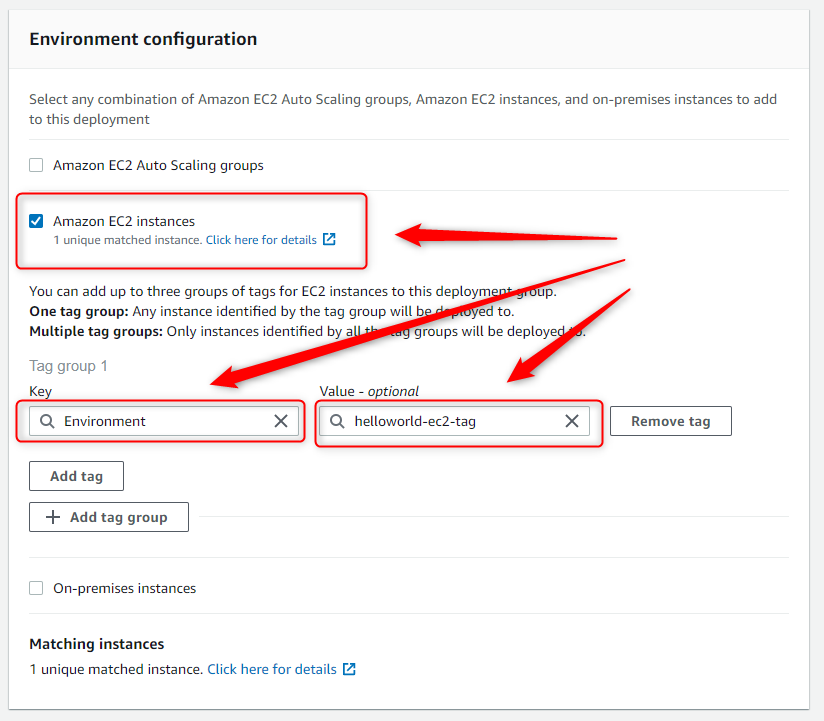 Environment configuration
Select any combination of Amazon EC2 Auto Scaling groups, Amazon EC2 instances, and on-premises instances to add
to this deployment
Amazon EC2 Auto Scaling groups
Amazon EC2 instances
1 unique matched instance. Click here for details
You can add up to three groups of tags for EC2 instances to this deployment group.
One tag group: Any instance identified by the tag group will be deployed to.
Multiple tag groups: Only instances identified by all the tag groups will be deployed to.
Tag group 1
Key
Value - optional
Environment
helloworld-ec2-tag
Remove tag
Add tag
Add tag group
On-premises instances
Matching instances
1 unique matched instance. Click here for details